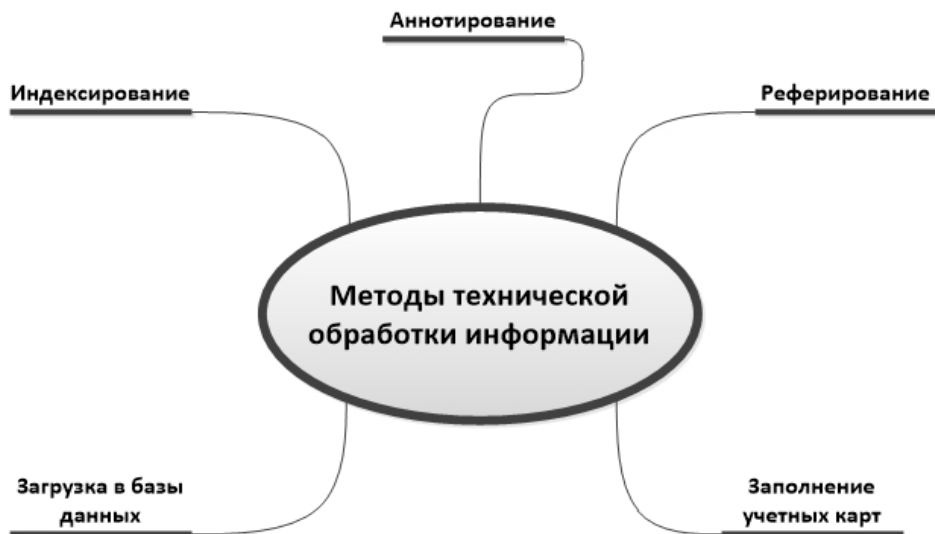 Аннотирование
Индексирование
Реферирование
Методы технической
обработки информации
Загрузка в базы
данных
Заполнение
учетных карт